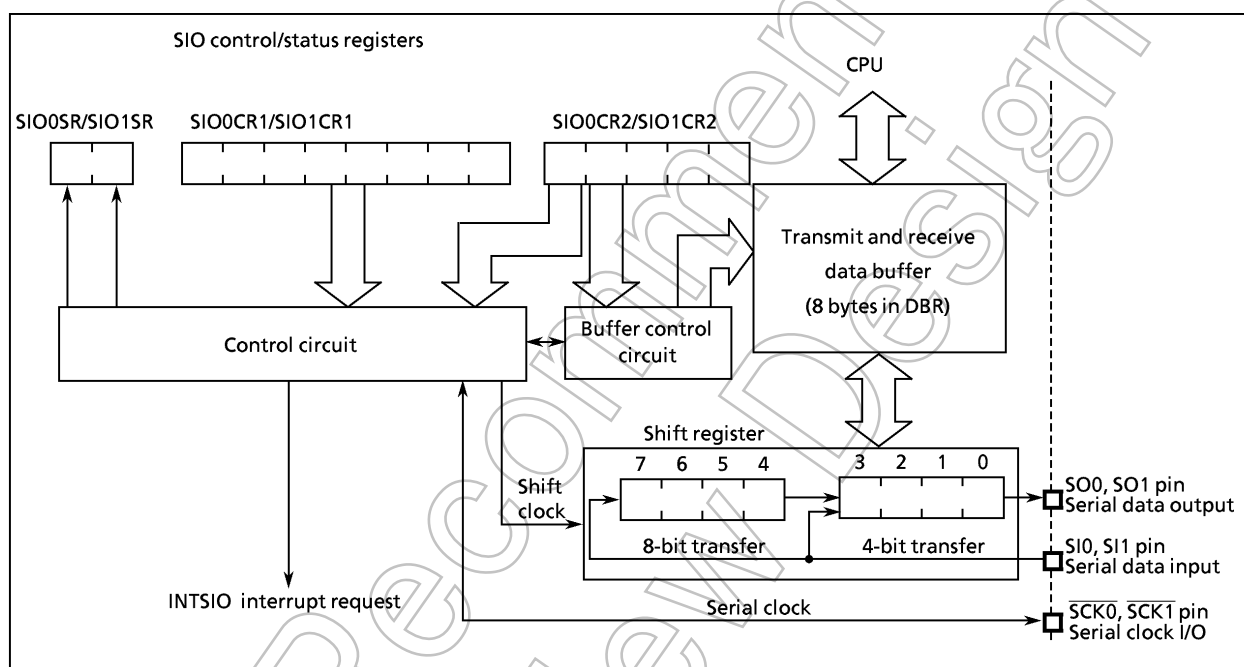 SIO control/status registers
CPU
SIO0SR/SIO1SR
SIO0CR1/SIO1CR1
SIO0CR2/SIO1CR2
Transmit and receive
data buffer
(8 bytes in DBR)
Control circuit
Buffer control
circuit
Shift register
7 6 5 4
3 2 1 0
Shift
clock
SO0, SO1 pin
Serial data output
8-bit transfer
4-bit transfer
SI0, SI1 pin
Serial data input
INTSIO interrupt request
Serial clock
SCK0, SCK1 pin
Serial clock I/O
Recommen
w Design